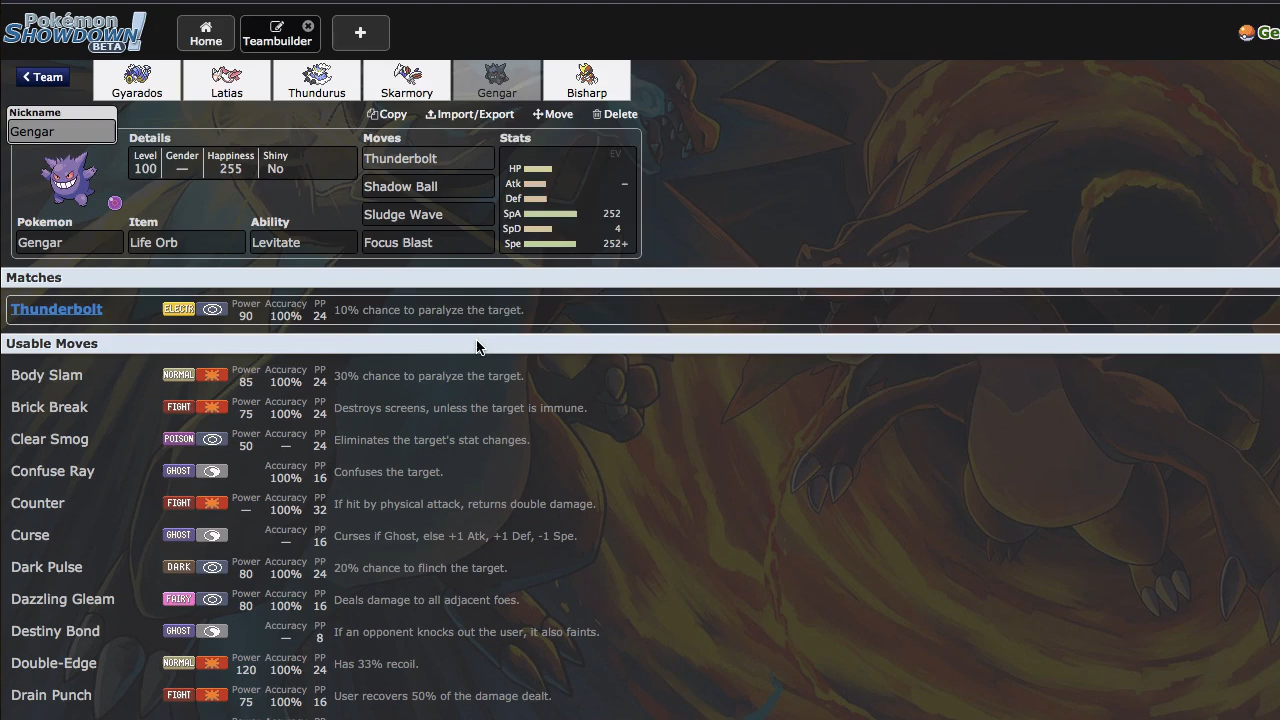 Pokémon
SHOWDOWN!
BETA
Home
Teambuilder
+
Ge
< Team
Gyarados
Latias
Thundurus
Skarmory
Gengar
Bisharp
Nickname
Gengar
Copy Import/Export Move Delete
Details
Moves
Stats
Level Gender Happiness Shiny
100 — 255 No
Thunderbolt
Shadow Ball
Sludge Wave
Focus Blast
EV
HP
Atk –
Def
SpA 252
SpD 4
Spe 252+
Pokemon Item Ability
Gengar Life Orb Levitate
Matches
Thunderbolt ELECTR Power 90 Accuracy 100% PP 24 10% chance to paralyze the target.
Usable Moves
Body Slam NORMAL Power 85 Accuracy 100% PP 24 30% chance to paralyze the target.
Brick Break FIGHT Power 75 Accuracy 100% PP 24 Destroys screens, unless the target is immune.
Clear Smog POISON Power 50 Accuracy — PP 24 Eliminates the target's stat changes.
Confuse Ray GHOST Accuracy 100% PP 16 Confuses the target.
Counter FIGHT Power — Accuracy 100% PP 32 If hit by physical attack, returns double damage.
Curse GHOST Accuracy — PP 16 Curses if Ghost, else +1 Atk, +1 Def, -1 Spe.
Dark Pulse DARK Power 80 Accuracy 100% PP 24 20% chance to flinch the target.
Dazzling Gleam FAIRY Power 80 Accuracy 100% PP 16 Deals damage to all adjacent foes.
Destiny Bond GHOST Accuracy — PP 8 If an opponent knocks out the user, it also faints.
Double-Edge NORMAL Power 120 Accuracy 100% PP 24 Has 33% recoil.
Drain Punch FIGHT Power 75 Accuracy 100% PP 16 User recovers 50% of the damage dealt.